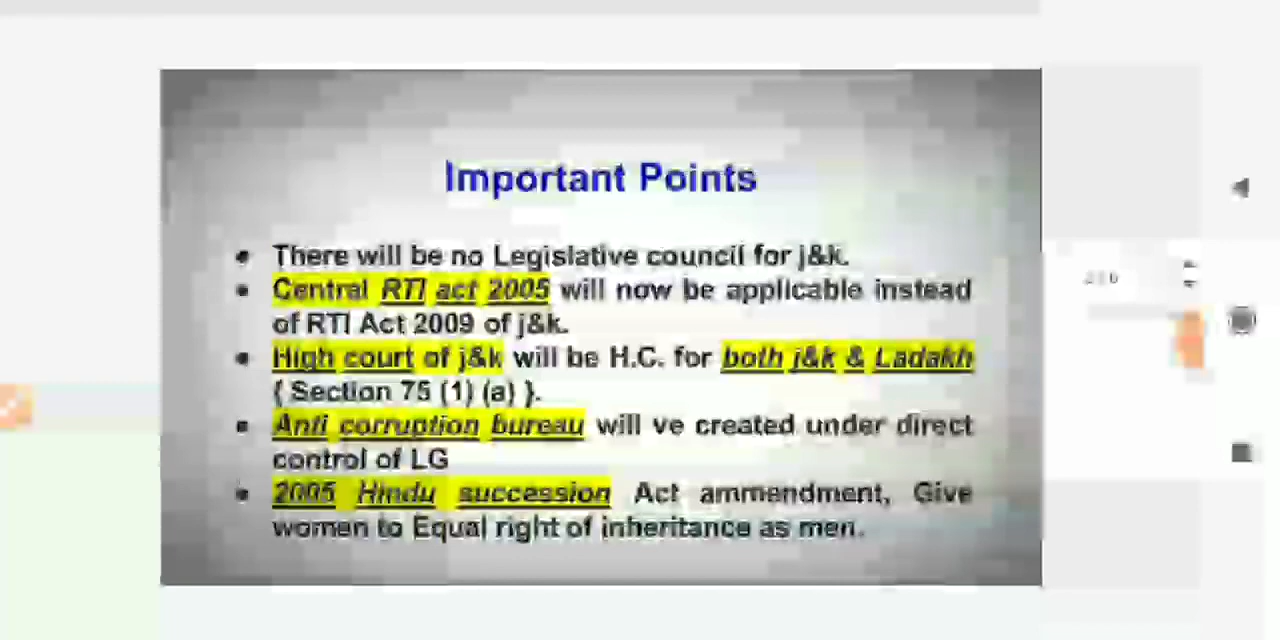 Important Points
• There will be no Legislative council for j&k.
• Central RTI act 2005 will now be applicable instead
of RTI Act 2009 of j&k.
• High court of j&k will be H.C. for both j&k & Ladakh
{ Section 75 (1) (a) }.
• Anti corruption bureau will ve created under direct
control of LG
• 2005 Hindu succession Act ammendment, Give
women to Equal right of inheritance as men.